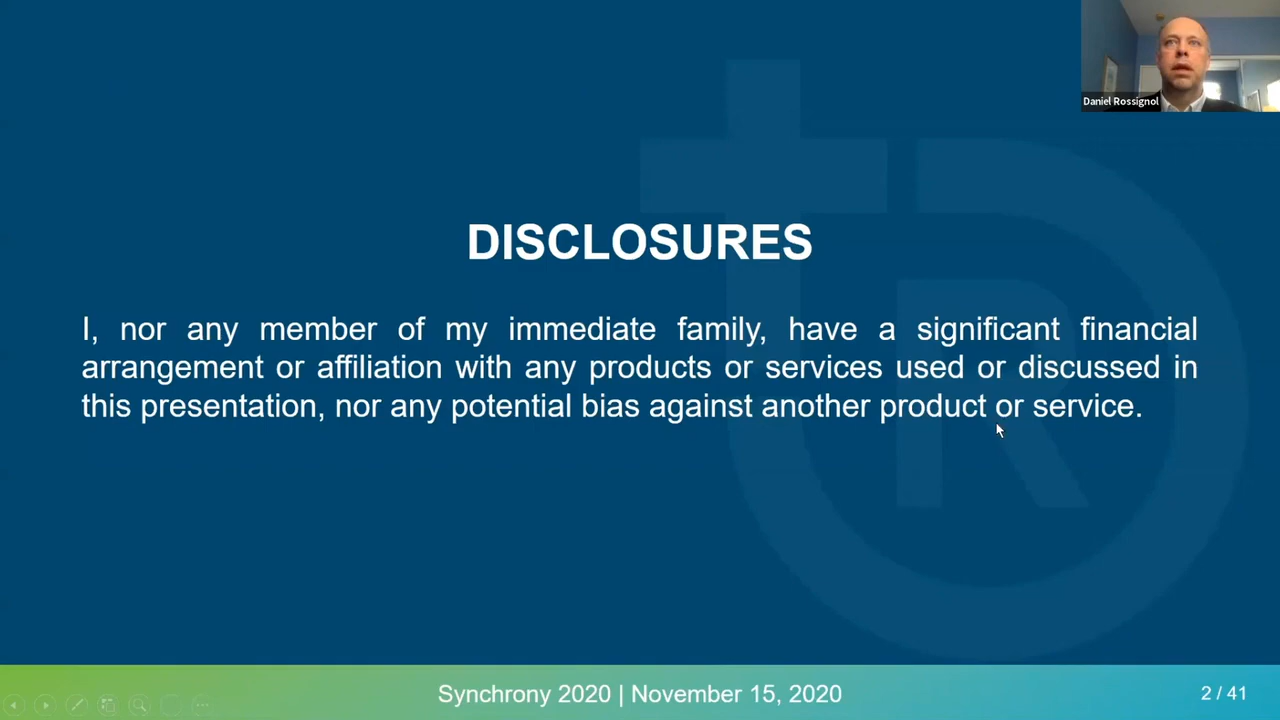 Daniel Rossignol
DISCLOSURES
I, nor any member of my immediate family, have a significant financial
arrangement or affiliation with any products or services used or discussed in
this presentation, nor any potential bias against another product or service.
Synchrony 2020 | November 15, 2020
2 / 41